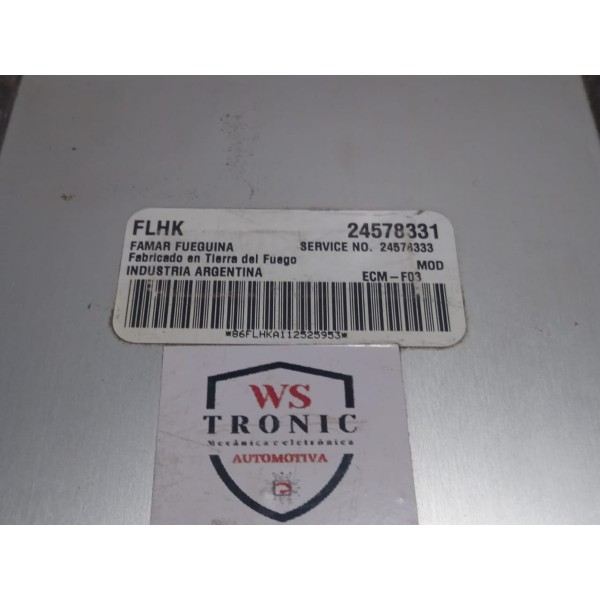 FLHK 24578331
FAMAR FUEGUINA SERVICE NO. 24578333
Fabricado en Tierra del Fuego MOD
INDUSTRIA ARGENTINA ECM-F03
*86FLHKA112525953*
WS
TRONIC
Mecânica e eletrônica
AUTOMOTIVA